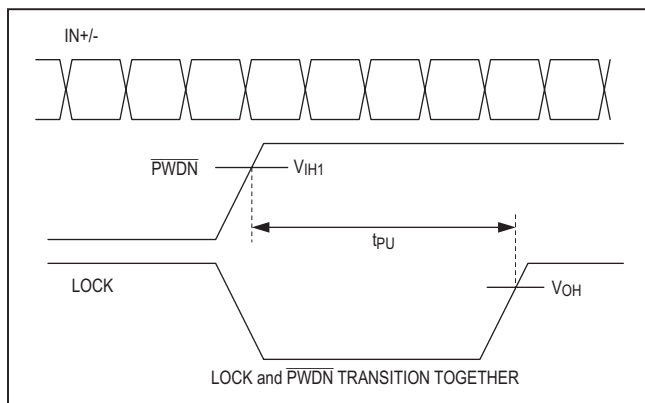 IN+/-
PWDN
VIH1
tPU
LOCK
VOH
LOCK and PWDN TRANSITION TOGETHER